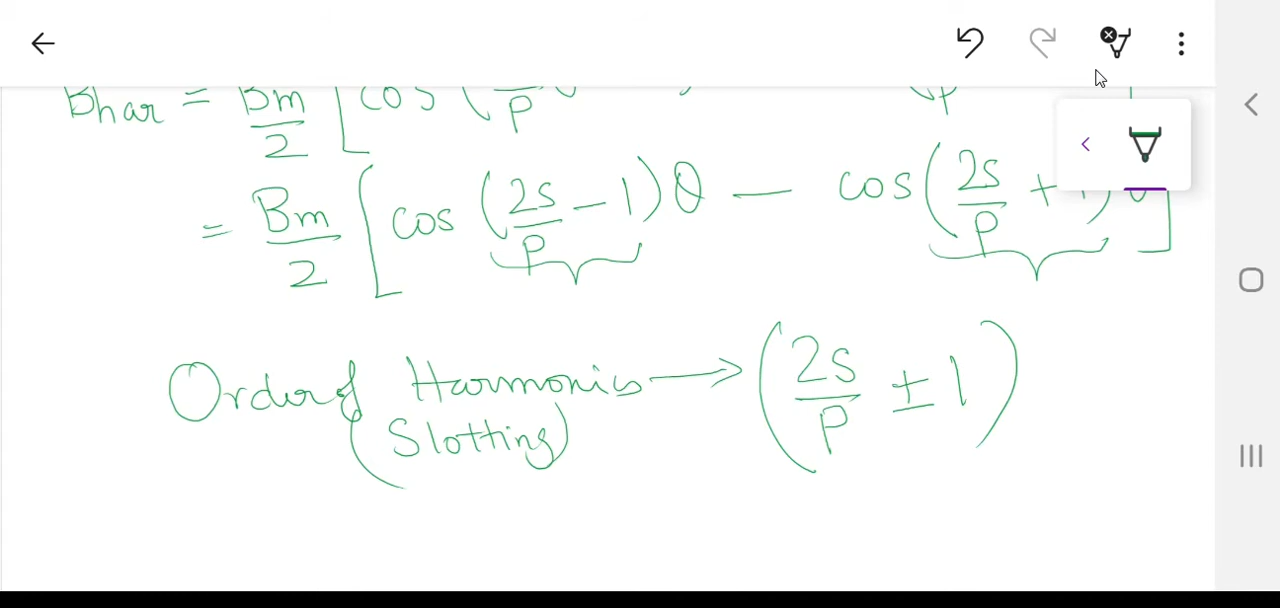 Bhar = Bm/2 [cos (/P
= Bm/2 [cos (2s/P - 1)θ - cos (2s/P + 1)θ]
Order of Harmonics → (2s/P ± 1)
(Slotting)